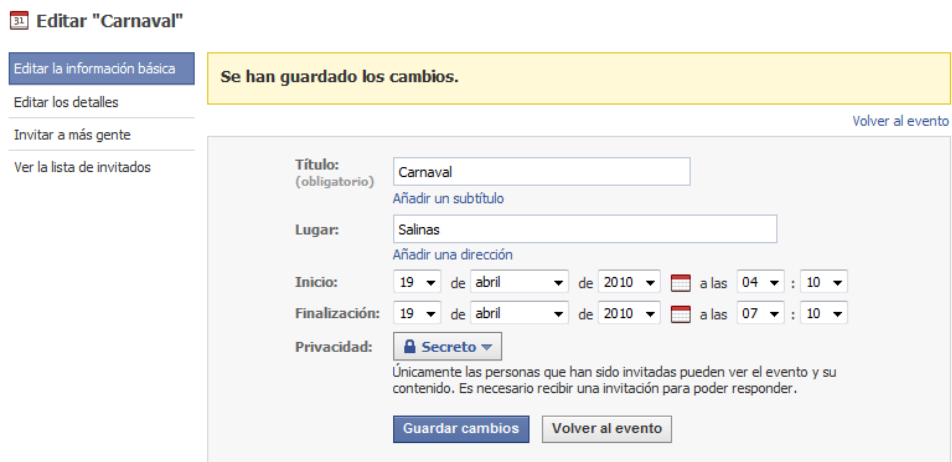 31 Editar "Carnaval"
Editar la información básica
Editar los detalles
Invitar a más gente
Ver la lista de invitados
Se han guardado los cambios.
Volver al evento
Título: Carnaval
(obligatorio)
Añadir un subtítulo
Lugar: Salinas
Añadir una dirección
Inicio: 19 de abril de 2010 a las 04 : 10
Finalización: 19 de abril de 2010 a las 07 : 10
Privacidad: Secreto
Únicamente las personas que han sido invitadas pueden ver el evento y su
contenido. Es necesario recibir una invitación para poder responder.
Guardar cambios Volver al evento